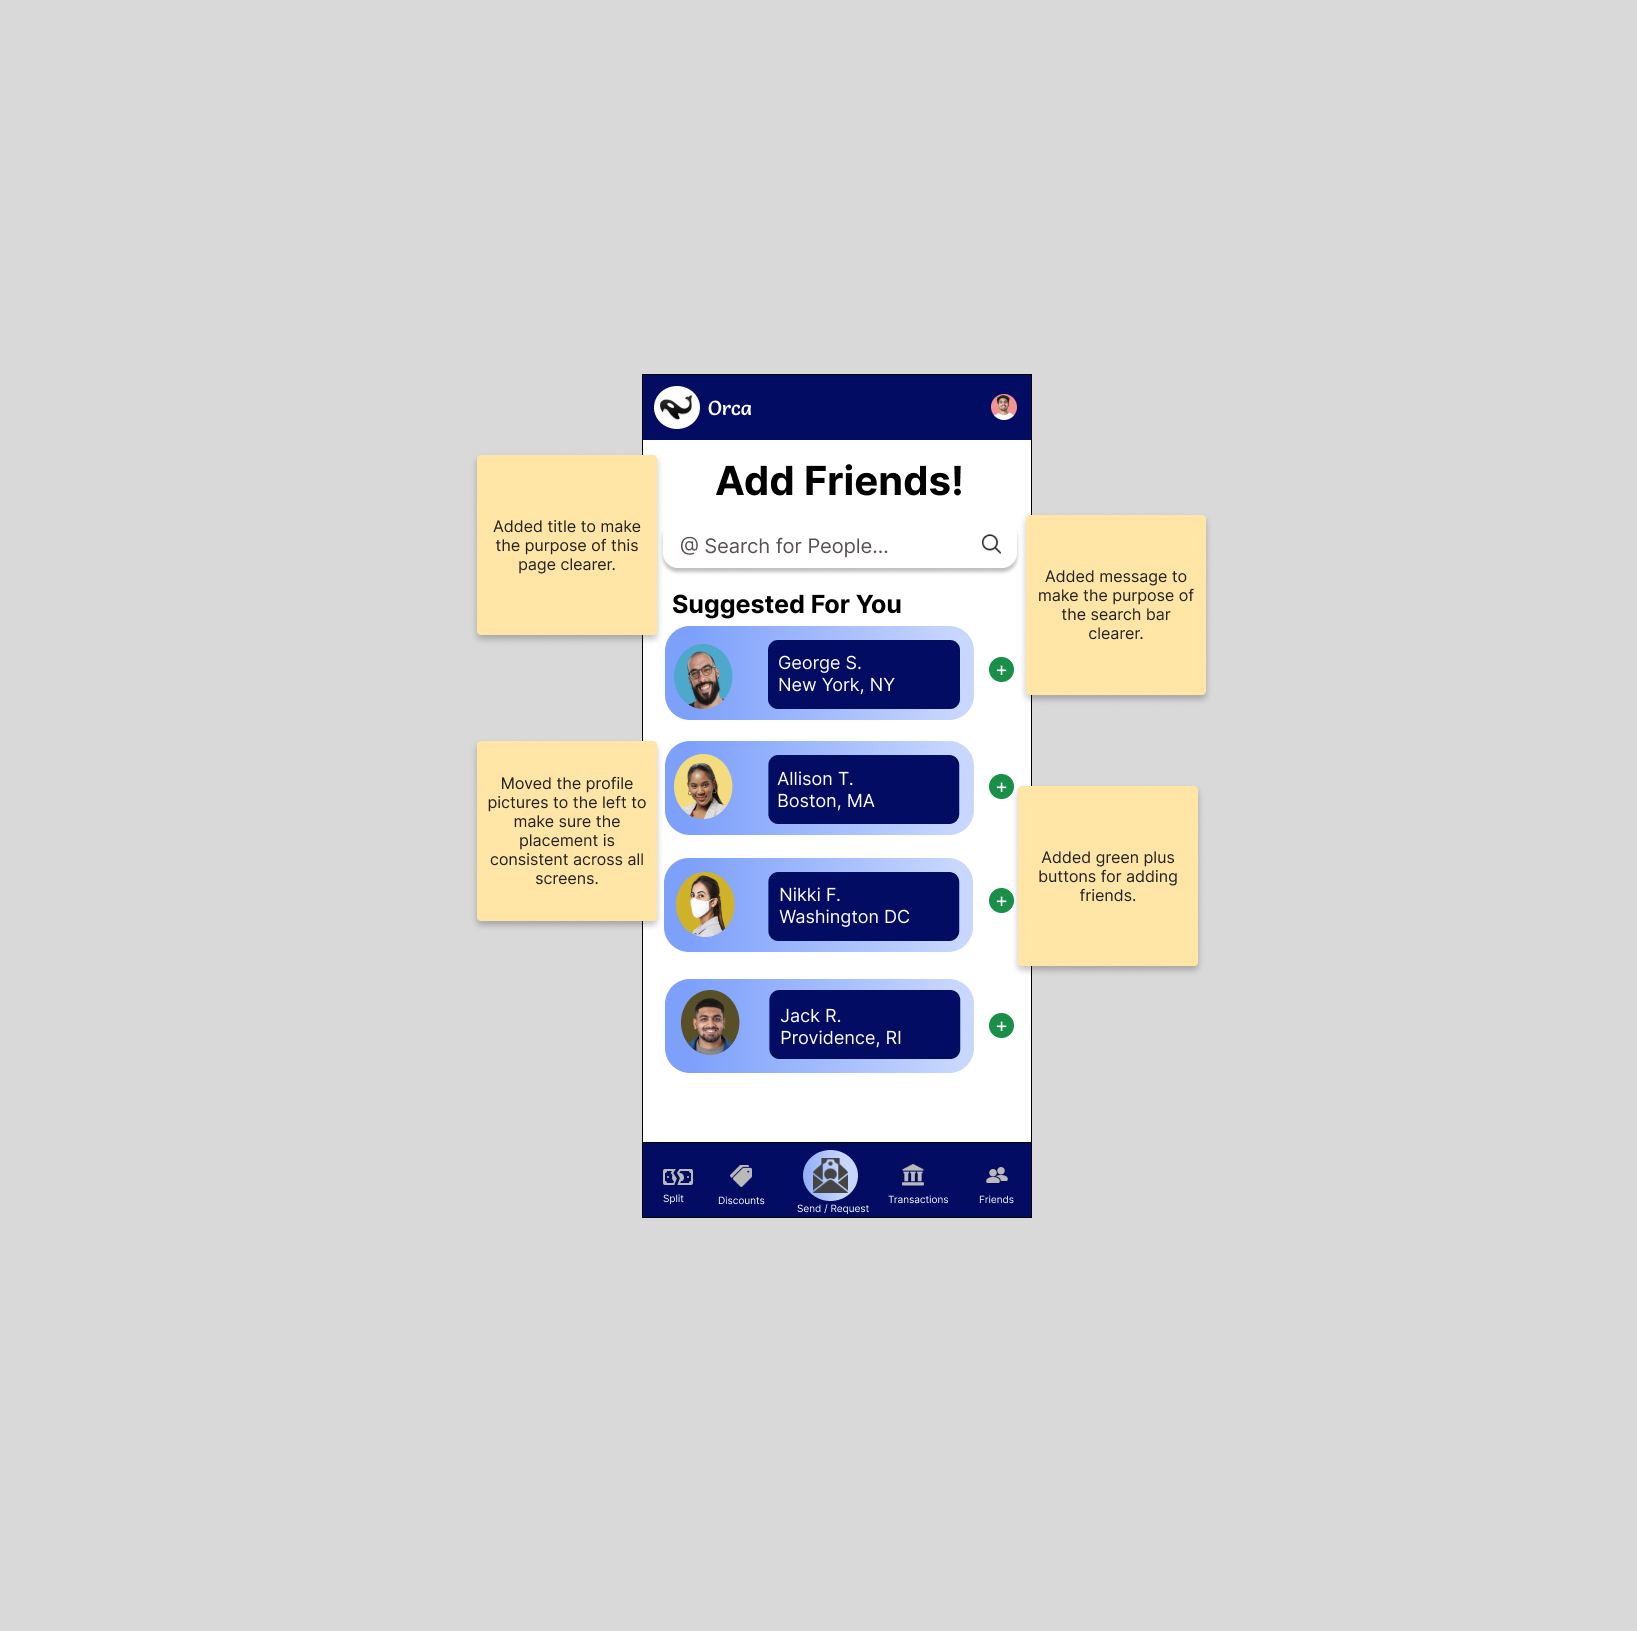 Orca
Add Friends!
Added title to make
the purpose of this
page clearer.
@ Search for People...
Added message to
make the purpose of
the search bar
clearer.
Suggested For You
George S.
New York, NY
+
Moved the profile
pictures to the left to
make sure the
placement is
consistent across all
screens.
Allison T.
Boston, MA
+
Added green plus
buttons for adding
friends.
Nikki F.
Washington DC
+
Jack R.
Providence, RI
+
Split
Discounts
Send / Request
Transactions
Friends